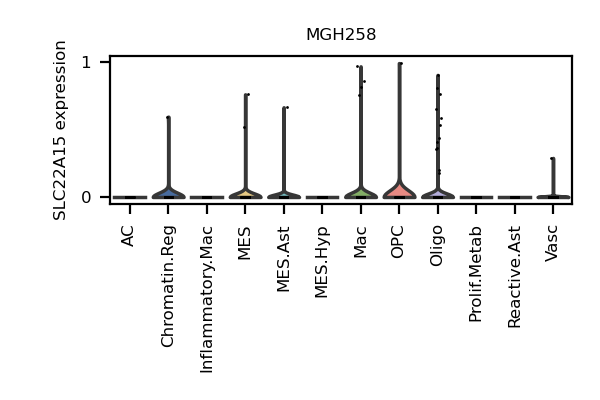 MGH258
SLC22A15 expression
1
0
AC
Chromatin.Reg
Inflammatory.Mac
MES
MES.Ast
MES.Hyp
Mac
OPC
Oligo
Prolif.Metab
Reactive.Ast
Vasc